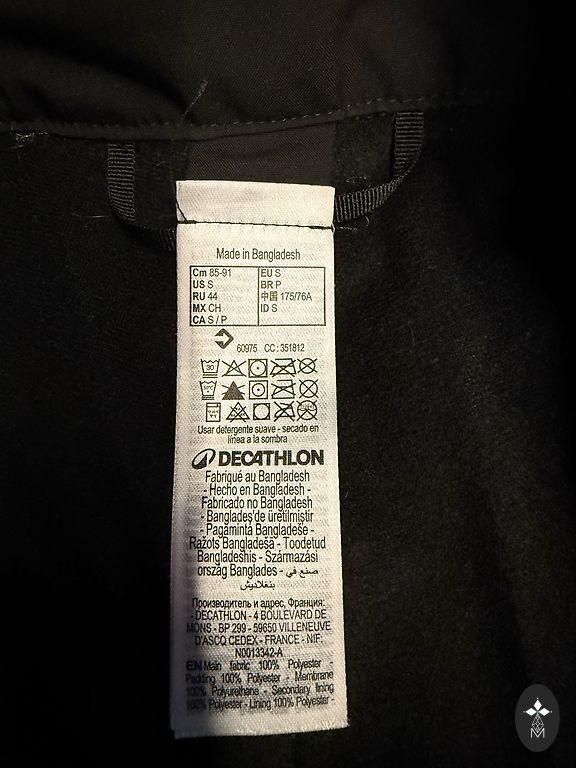 Made in Bangladesh
Cm 85-91 EU S
US S BR P
RU 44 中国 175/76A
MX CH ID S
CA S / P
60975 CC : 351812
30
Usar detergente suave - secado en
línea a la sombra
DECATHLON
Fabriqué au Bangladesh
- Hecho en Bangladesh -
Fabricado no Bangladesh
- Bangladeş'de üretilmiştir
- Pagaminta Bangladeše -
Ražots Bangladešā - Toodetud
Bangladeshis - Származási
ország Banglades - صنع في
بنغلاديش
Производитель и адрес, Франция:
- DECATHLON - 4 BOULEVARD DE
MONS - BP 299 - 59650 VILLENEUVE
D'ASCQ CEDEX - FRANCE - NIF:
N0013342-A
EN Main fabric 100% Polyester -
Padding 100% Polyester - Membrane
100% Polyurethane - Secondary lining
100% Polyester - Lining 100% Polyester -
M